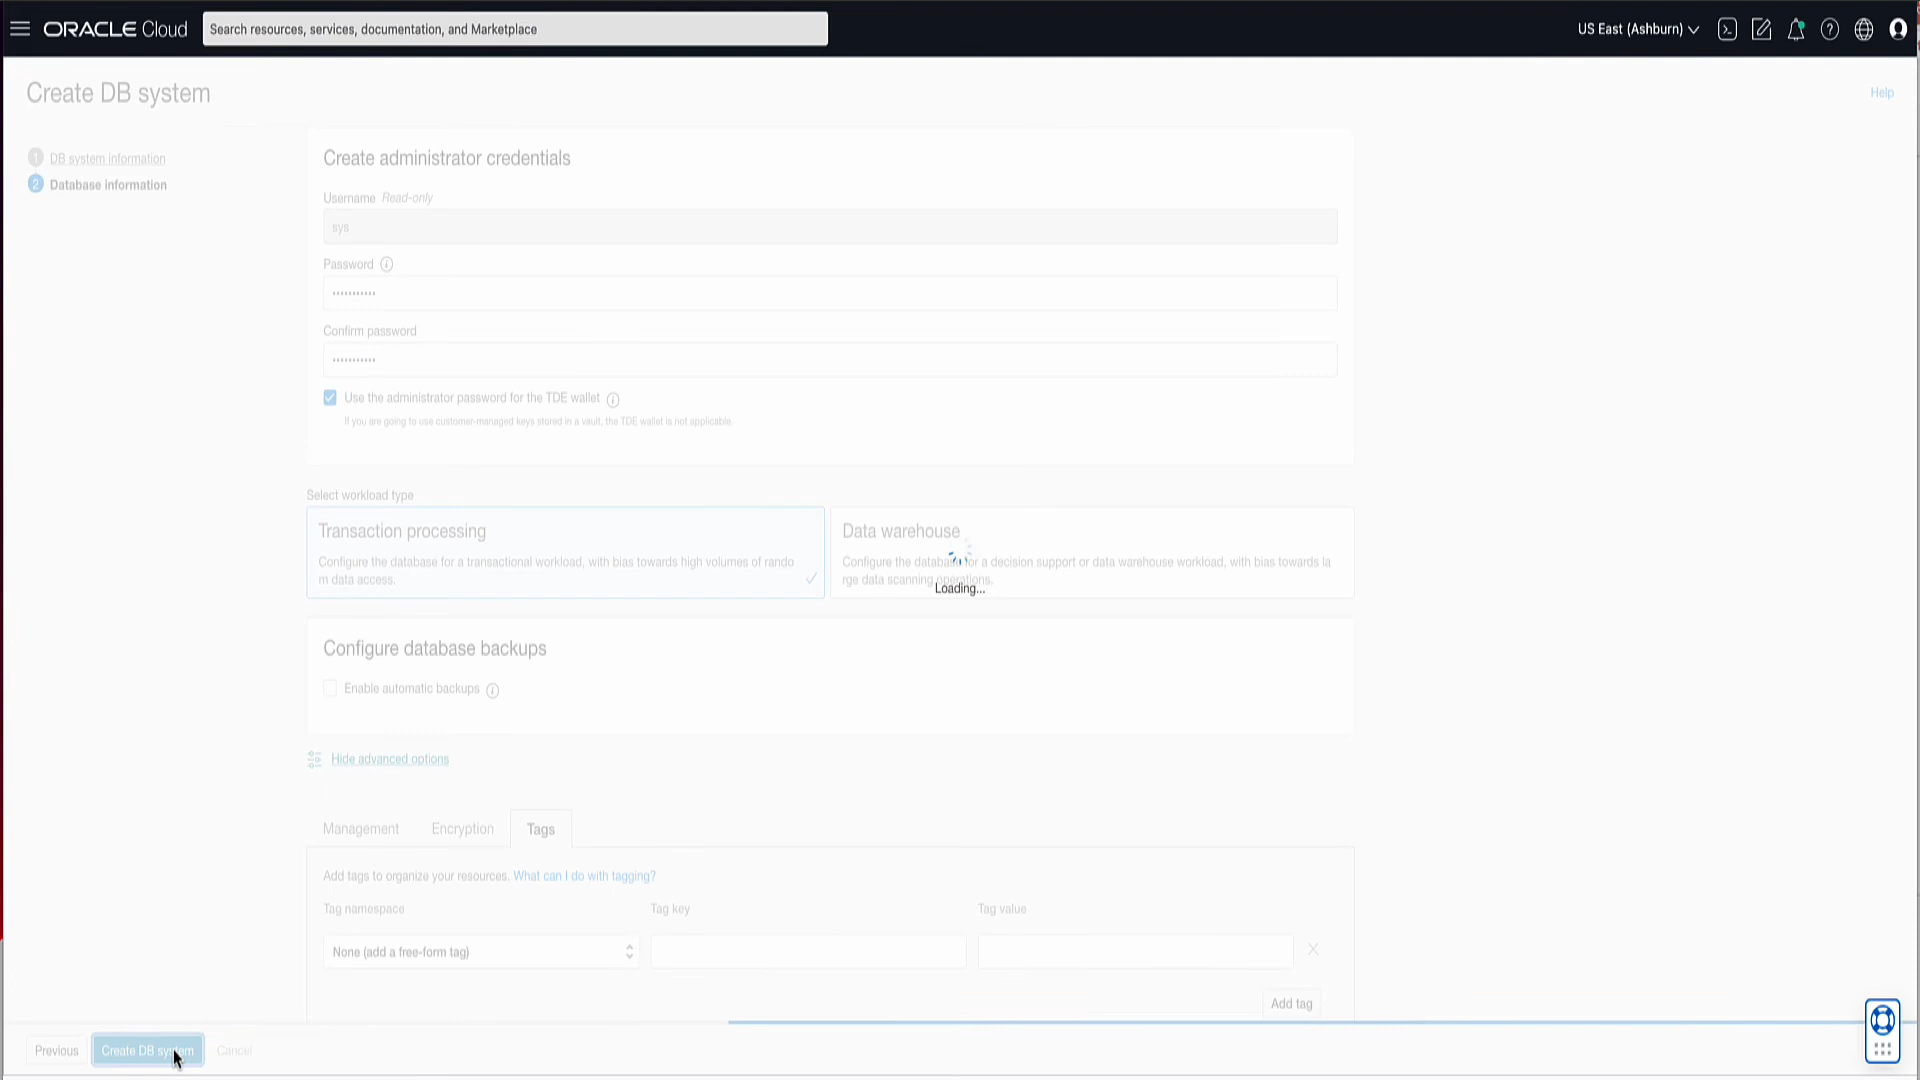 ORACLE Cloud
Search resources, services, documentation, and Marketplace
US East (Ashburn)
Create DB system
Help
1 DB system information
2 Database information
Create administrator credentials
Username Read-only
sys
Password
Confirm password
Use the administrator password for the TDE wallet
If you are going to use customer-managed keys stored in a vault, the TDE wallet is not applicable.
Select workload type
Transaction processing
Configure the database for a transactional workload, with bias towards high volumes of rando
m data access.
Data warehouse
Configure the database for a decision support or data warehouse workload, with bias towards la
rge data scanning operations.
Loading...
Configure database backups
Enable automatic backups
Hide advanced options
Management
Encryption
Tags
Add tags to organize your resources. What can I do with tagging?
Tag namespace
Tag key
Tag value
None (add a free-form tag)
Add tag
Previous
Create DB system
Cancel